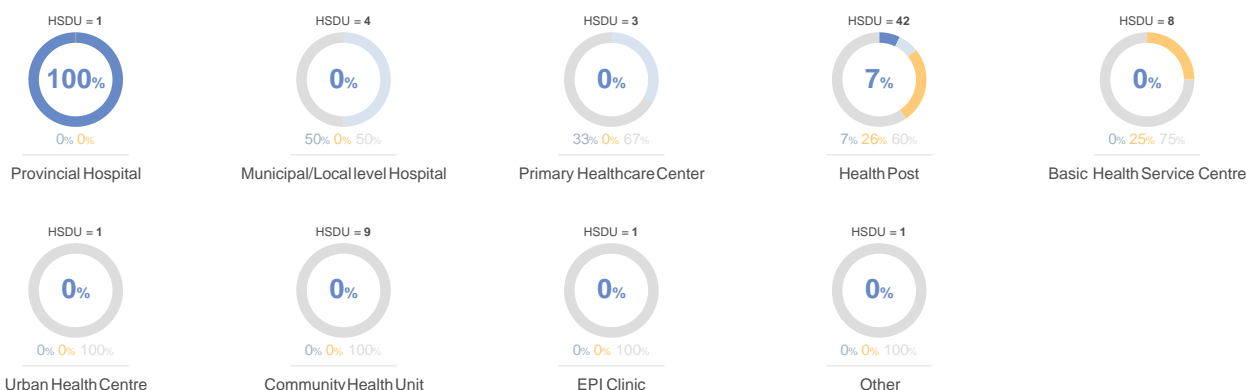 HSDU = 1
100%
0% 0%
Provincial Hospital
HSDU = 4
0%
50% 0% 50%
Municipal/Local level Hospital
HSDU = 3
0%
33% 0% 67%
Primary Healthcare Center
HSDU = 42
7%
7% 26% 60%
Health Post
HSDU = 8
0%
0% 25% 75%
Basic Health Service Centre
HSDU = 1
0%
0% 0% 100%
Urban Health Centre
HSDU = 9
0%
0% 0% 100%
Community Health Unit
HSDU = 1
0%
0% 0% 100%
EPI Clinic
HSDU = 1
0%
0% 0% 100%
Other